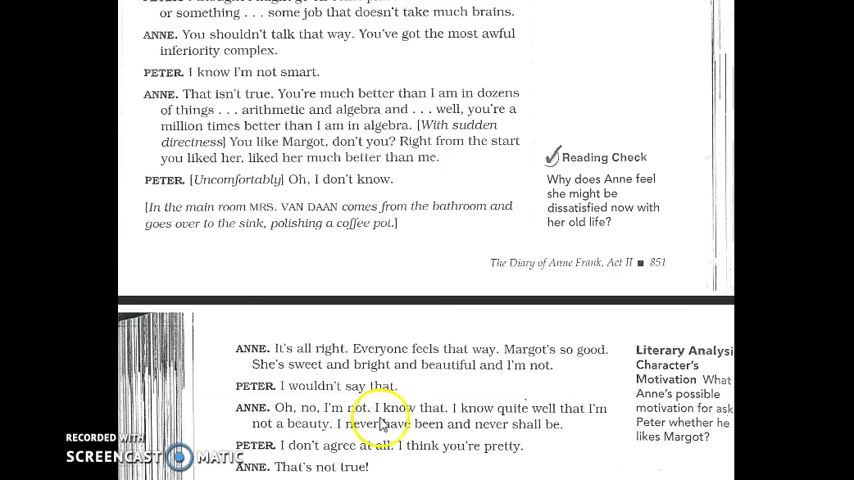 or something . . . some job that doesn't take much brains.
ANNE. You shouldn't talk that way. You've got the most awful
inferiority complex.
PETER. I know I'm not smart.
ANNE. That isn't true. You're much better than I am in dozens
of things . . . arithmetic and algebra and . . . well, you're a
million times better than I am in algebra. [With sudden
directness] You like Margot, don't you? Right from the start
you liked her, liked her much better than me.
PETER. [Uncomfortably] Oh, I don't know.
[In the main room MRS. VAN DAAN comes from the bathroom and
goes over to the sink, polishing a coffee pot.]
Reading Check
Why does Anne feel
she might be
dissatisfied now with
her old life?
The Diary of Anne Frank, Act II ■ 851
ANNE. It's all right. Everyone feels that way. Margot's so good.
She's sweet and bright and beautiful and I'm not.
PETER. I wouldn't say that.
ANNE. Oh, no, I'm not. I know that. I know quite well that I'm
not a beauty. I never have been and never shall be.
PETER. I don't agree at all. I think you're pretty.
ANNE. That's not true!
Literary Analysi
Character's
Motivation What
Anne's possible
motivation for ask
Peter whether he
likes Margot?
RECORDED WITH
SCREENCAST MATIC